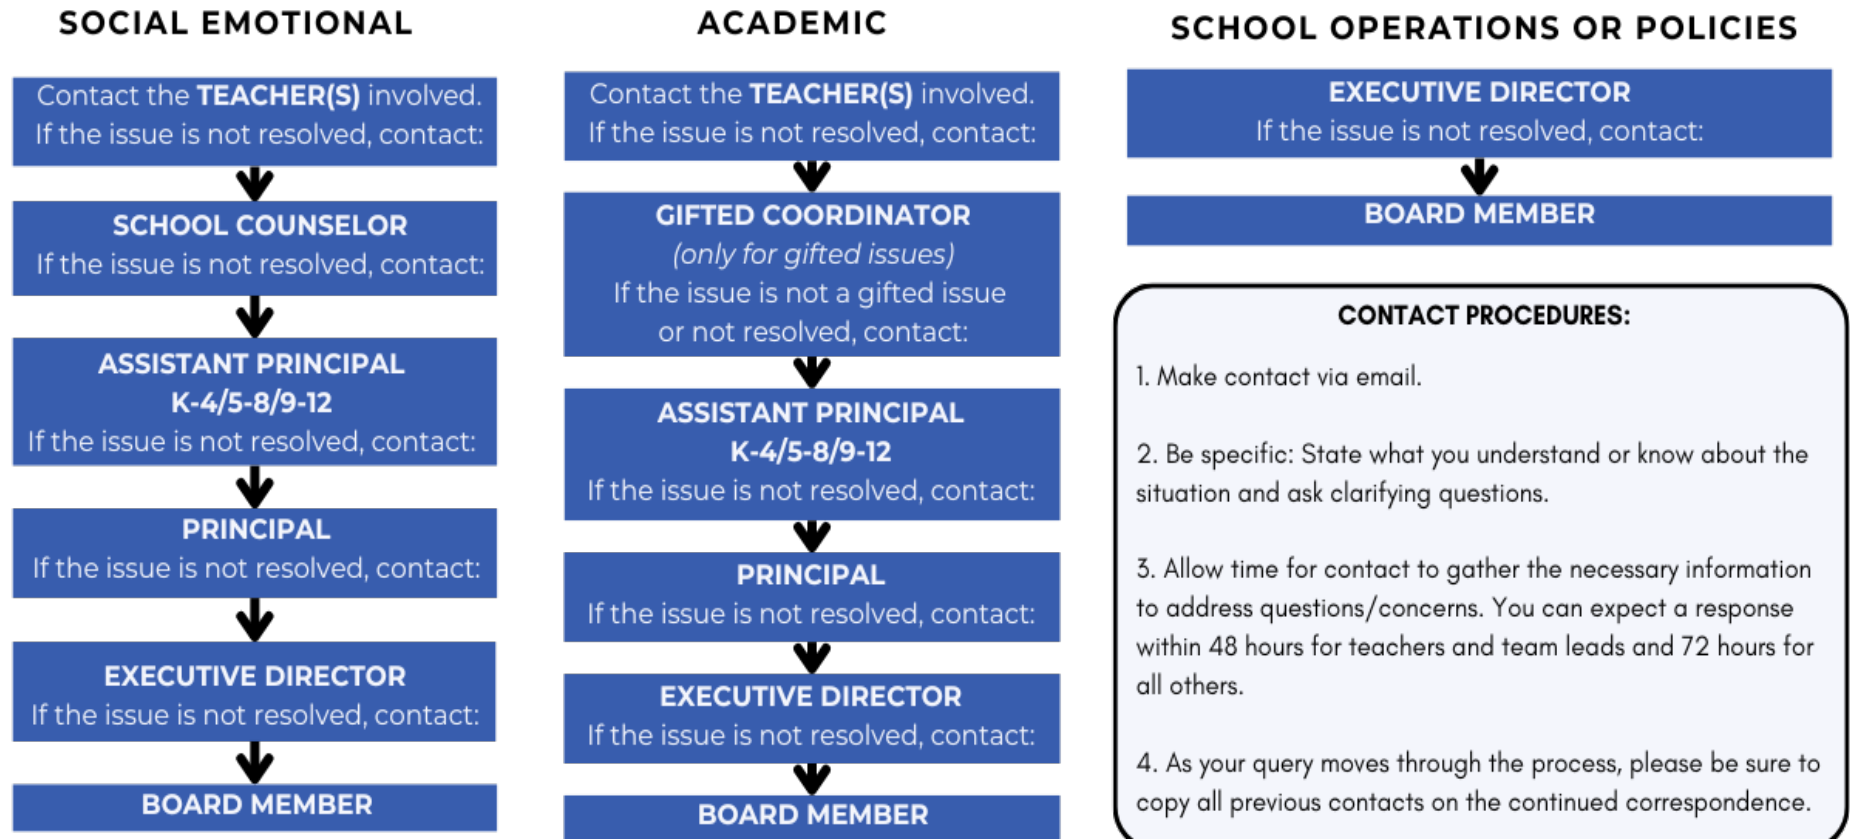 SOCIAL EMOTIONAL
Contact the TEACHER(S) involved.
If the issue is not resolved, contact:
SCHOOL COUNSELOR
If the issue is not resolved, contact:
ASSISTANT PRINCIPAL
K-4/5-8/9-12
If the issue is not resolved, contact:
PRINCIPAL
If the issue is not resolved, contact:
EXECUTIVE DIRECTOR
If the issue is not resolved, contact:
BOARD MEMBER
ACADEMIC
Contact the TEACHER(S) involved.
If the issue is not resolved, contact:
GIFTED COORDINATOR
(only for gifted issues)
If the issue is not a gifted issue
or not resolved, contact:
ASSISTANT PRINCIPAL
K-4/5-8/9-12
If the issue is not resolved, contact:
PRINCIPAL
If the issue is not resolved, contact:
EXECUTIVE DIRECTOR
If the issue is not resolved, contact:
BOARD MEMBER
SCHOOL OPERATIONS OR POLICIES
EXECUTIVE DIRECTOR
If the issue is not resolved, contact:
BOARD MEMBER
CONTACT PROCEDURES:
1. Make contact via email.
2. Be specific: State what you understand or know about the
situation and ask clarifying questions.
3. Allow time for contact to gather the necessary information
to address questions/concerns. You can expect a response
within 48 hours for teachers and team leads and 72 hours for
all others.
4. As your query moves through the process, please be sure to
copy all previous contacts on the continued correspondence.